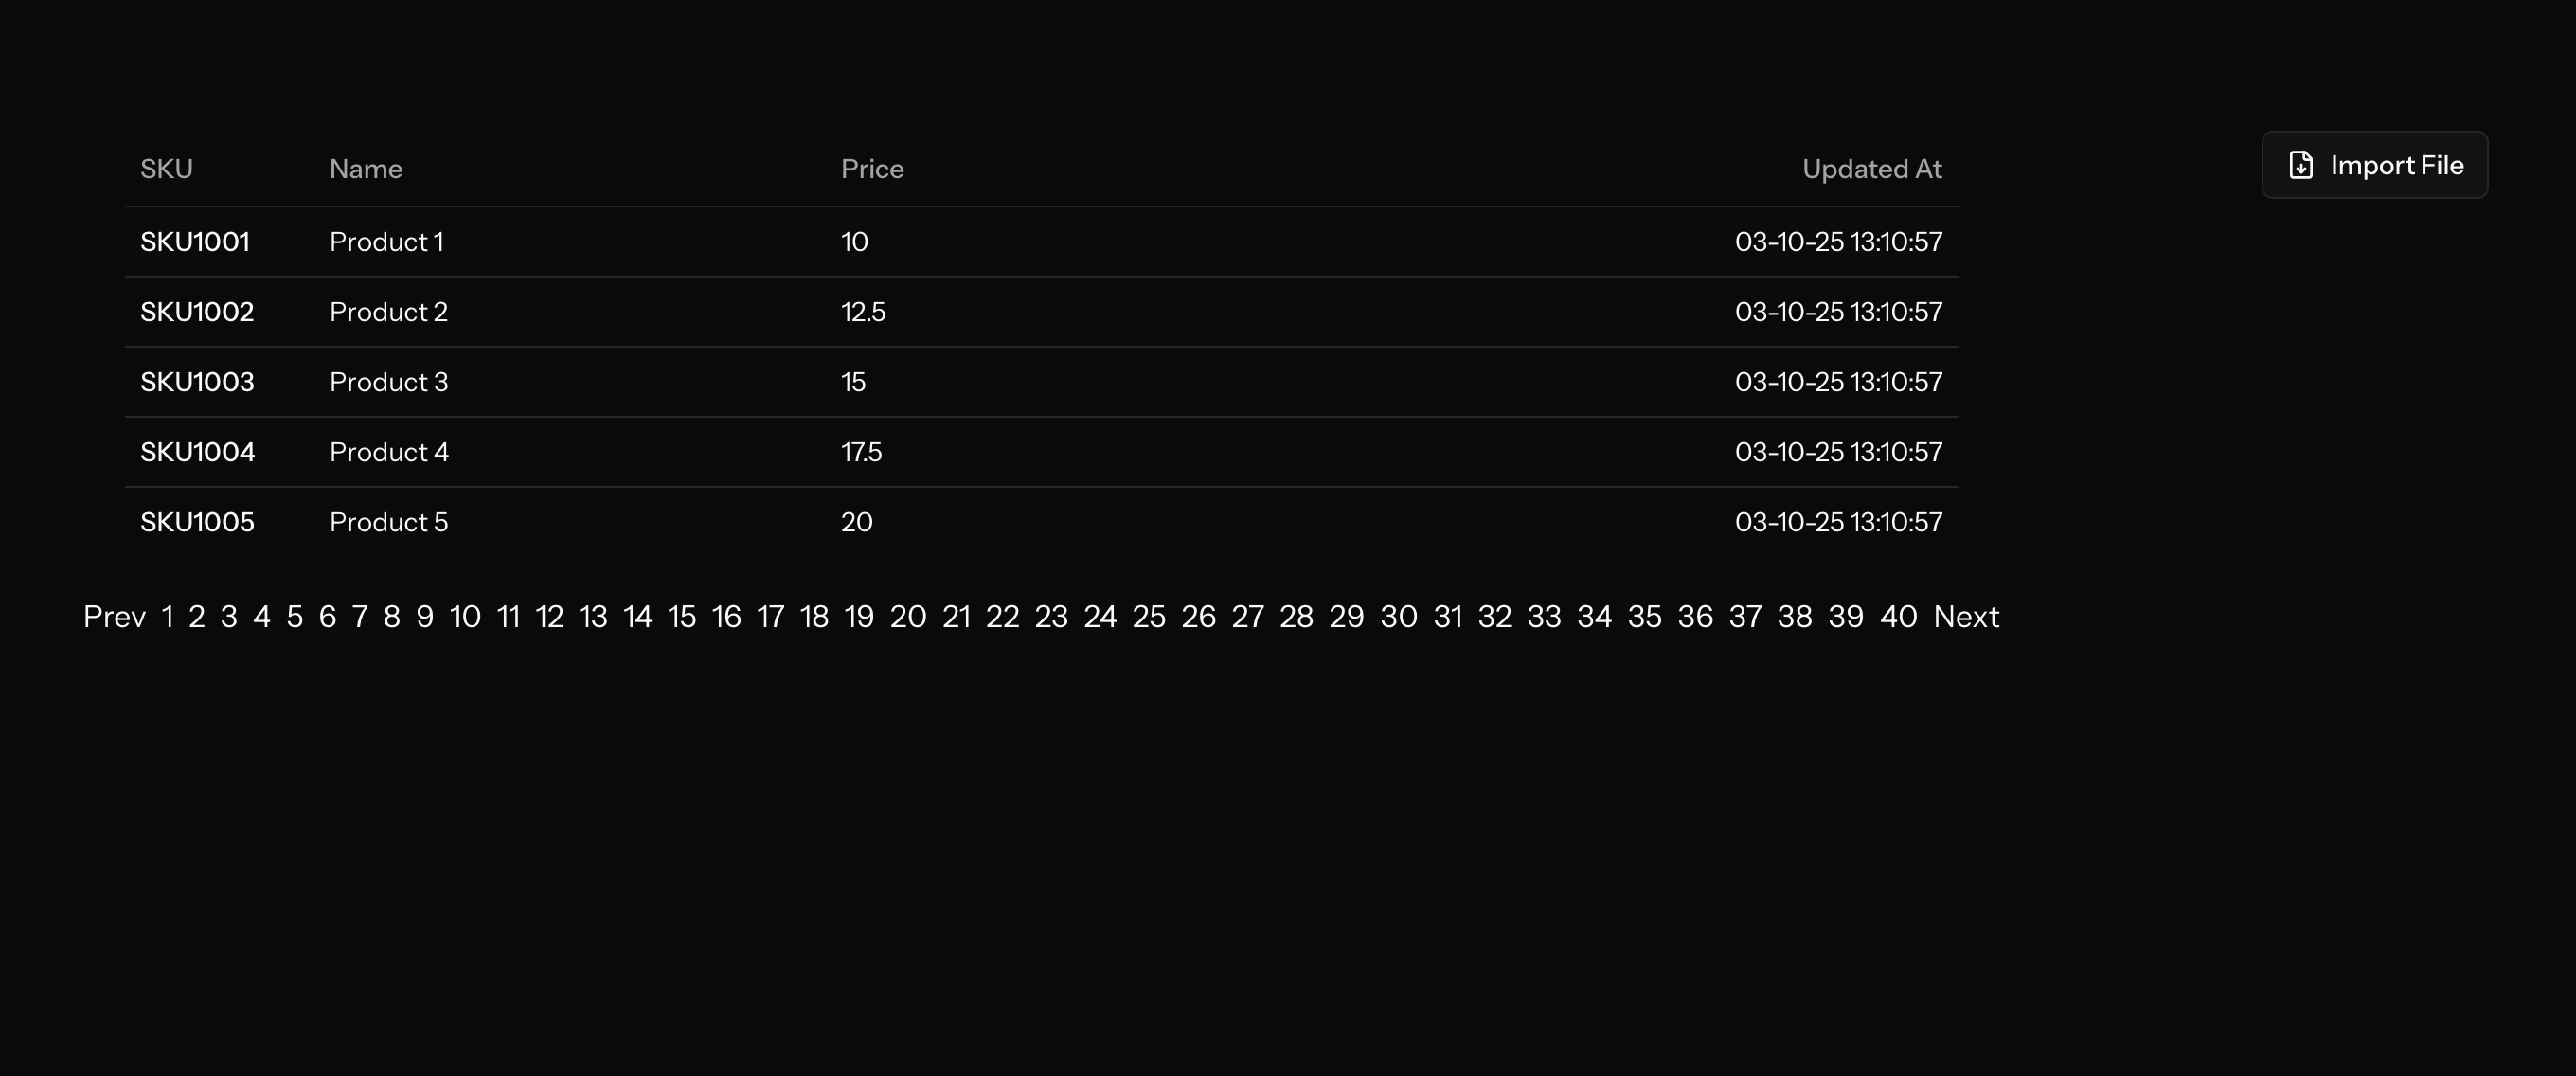 SKU Name Price Updated At
Import File
SKU1001 Product 1 10 03-10-25 13:10:57
SKU1002 Product 2 12.5 03-10-25 13:10:57
SKU1003 Product 3 15 03-10-25 13:10:57
SKU1004 Product 4 17.5 03-10-25 13:10:57
SKU1005 Product 5 20 03-10-25 13:10:57
Prev 1 2 3 4 5 6 7 8 9 10 11 12 13 14 15 16 17 18 19 20 21 22 23 24 25 26 27 28 29 30 31 32 33 34 35 36 37 38 39 40 Next